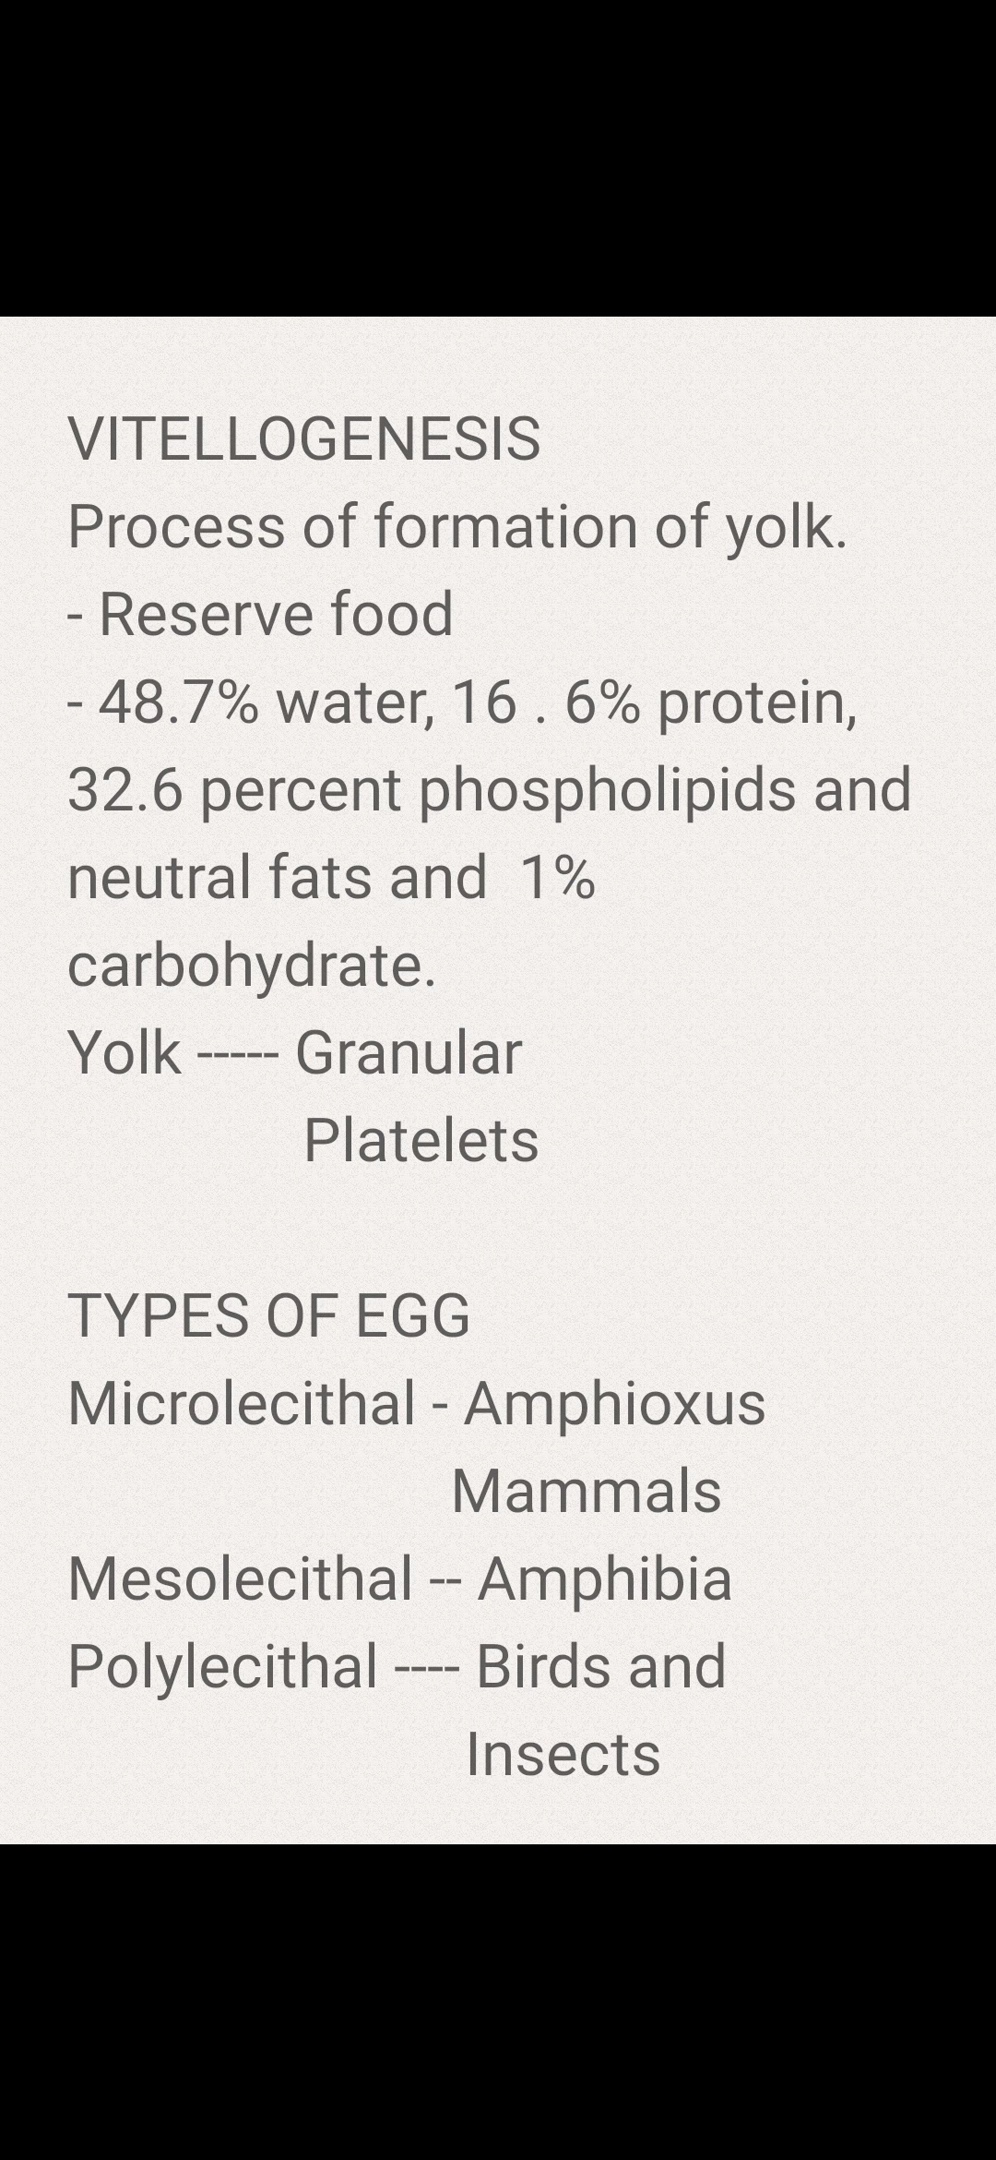 VITELLOGENESIS
Process of formation of yolk.
- Reserve food
- 48.7% water, 16 . 6% protein,
32.6 percent phospholipids and
neutral fats and  1%
carbohydrate.
Yolk ----- Granular
Platelets
TYPES OF EGG
Microlecithal - Amphioxus
Mammals
Mesolecithal -- Amphibia
Polylecithal ---- Birds and
Insects